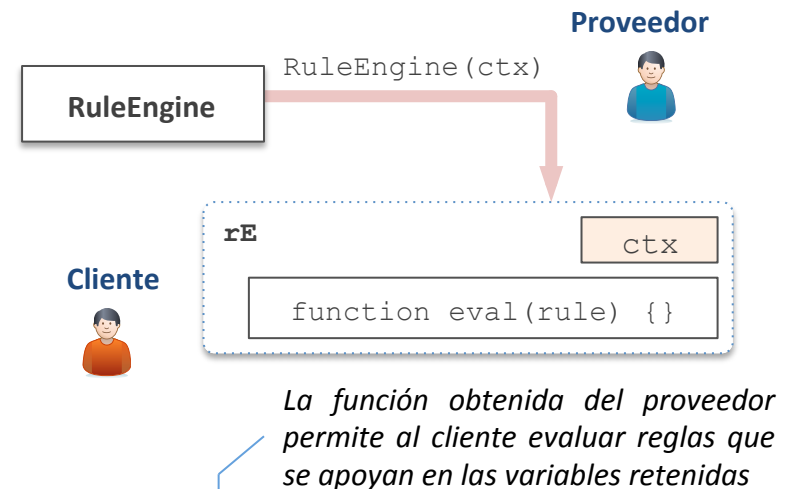 Proveedor
RuleEngine(ctx)
RuleEngine
rE
ctx
Cliente
function eval(rule) {}
La función obtenida del proveedor
permite al cliente evaluar reglas que
se apoyan en las variables retenidas